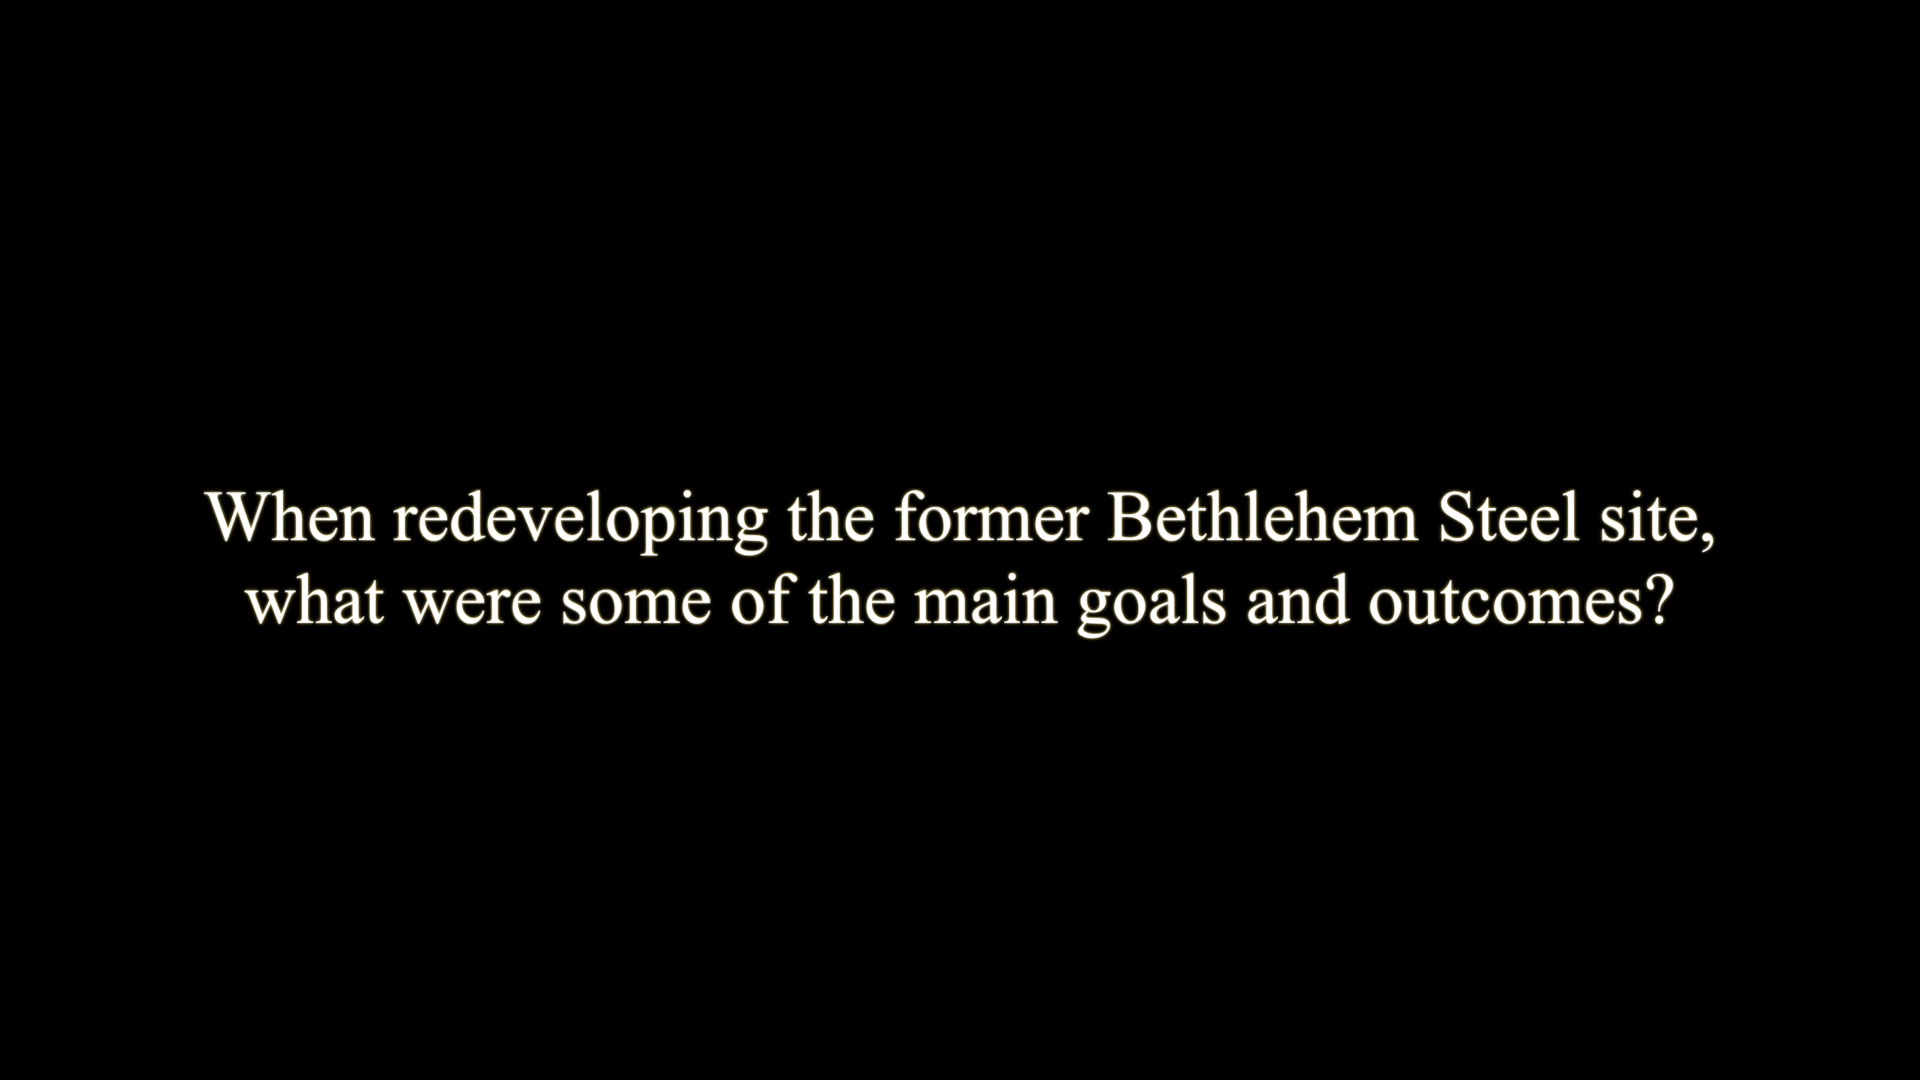 When redeveloping the former Bethlehem Steel site,
what were some of the main goals and outcomes?